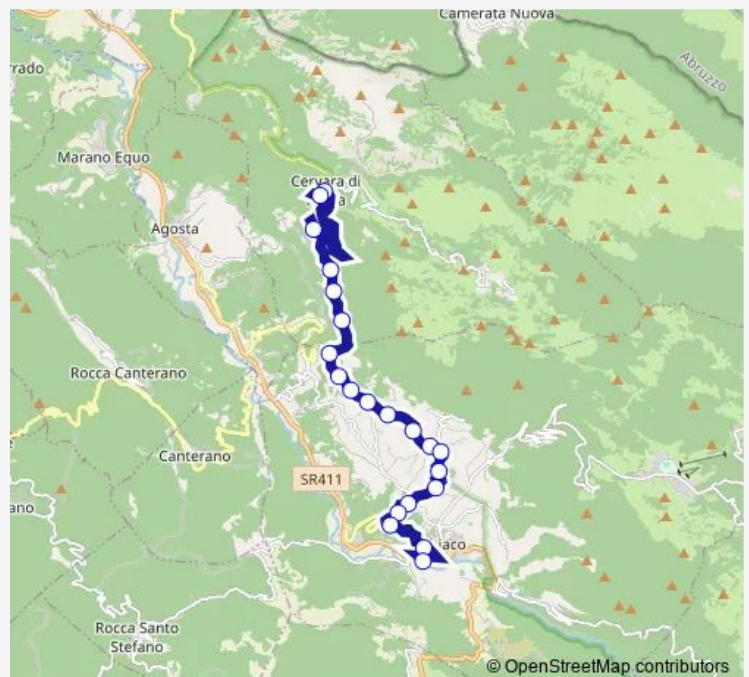 Camerata Nuova
rrado
Abruzzo
Marano Equo
Cervara di
a
Agosta
Rocca Canterano
Canterano
SR411
ano
iaco
Rocca Santo
Stefano
© OpenStreetMap contributors